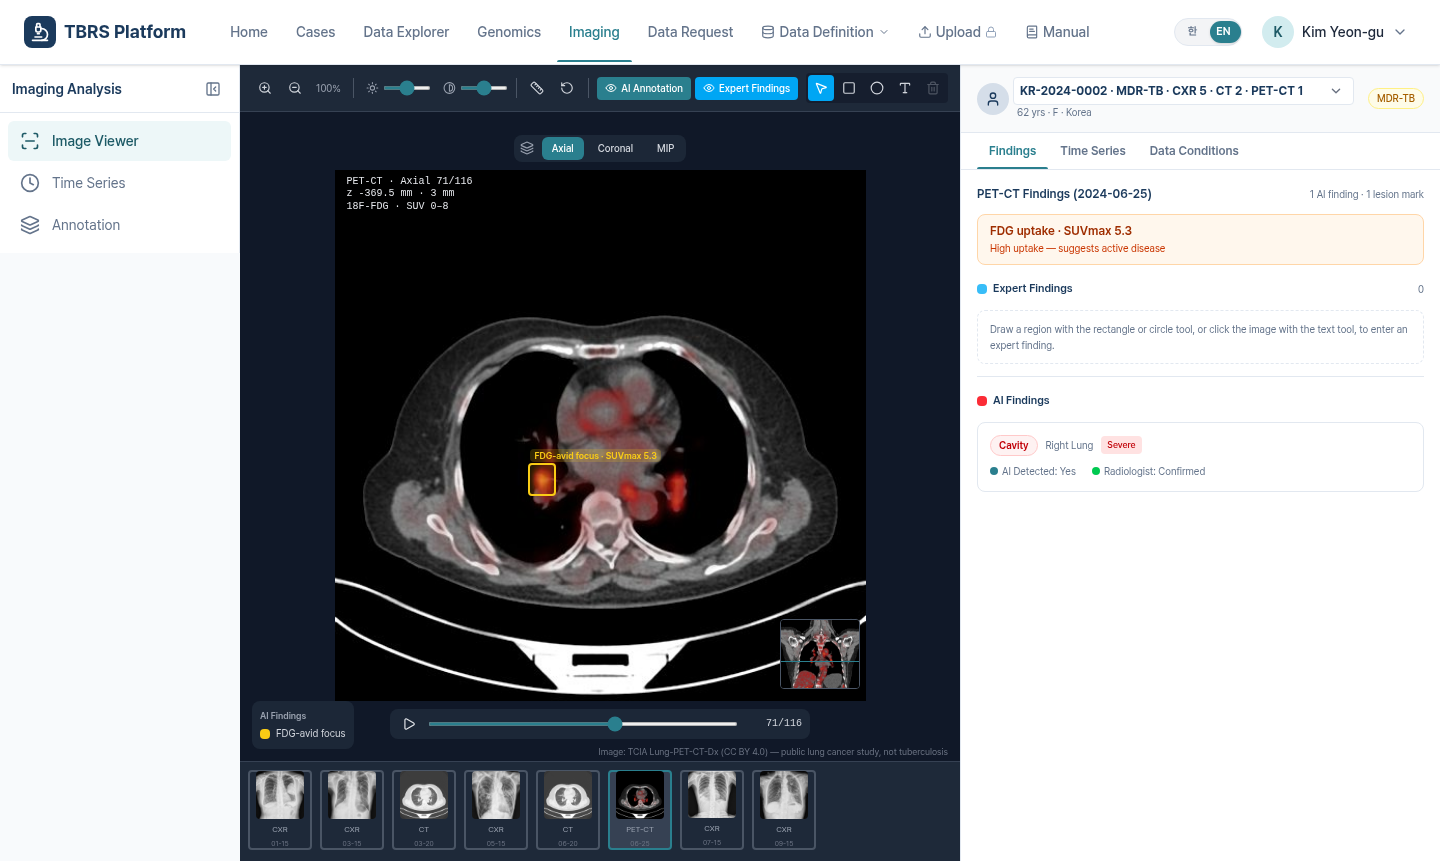 TBRS Platform
Home
Cases
Data Explorer
Genomics
Imaging
Data Request
Data Definition
Upload
Manual
한
EN
K
Kim Yeon-gu
Imaging Analysis
Image Viewer
Time Series
Annotation
100%
AI Annotation
Expert Findings
T
Axial
Coronal
MIP
PET-CT · Axial 71/116
z -369.5 mm · 3 mm
18F-FDG · SUV 0–8
FDG-avid focus · SUVmax 5.3
AI Findings
FDG-avid focus
71/116
Image: TCIA Lung-PET-CT-Dx (CC BY 4.0) — public lung cancer study, not tuberculosis
CXR
01-15
CXR
03-15
CT
03-20
CXR
05-15
CT
06-20
PET-CT
06-25
CXR
07-15
CXR
09-15
KR-2024-0002 · MDR-TB · CXR 5 · CT 2 · PET-CT 1
62 yrs · F · Korea
MDR-TB
Findings
Time Series
Data Conditions
PET-CT Findings (2024-06-25)
1 AI finding · 1 lesion mark
FDG uptake · SUVmax 5.3
High uptake — suggests active disease
Expert Findings
0
Draw a region with the rectangle or circle tool, or click the image with the text tool, to enter an
expert finding.
AI Findings
Cavity
Right Lung
Severe
AI Detected: Yes
Radiologist: Confirmed